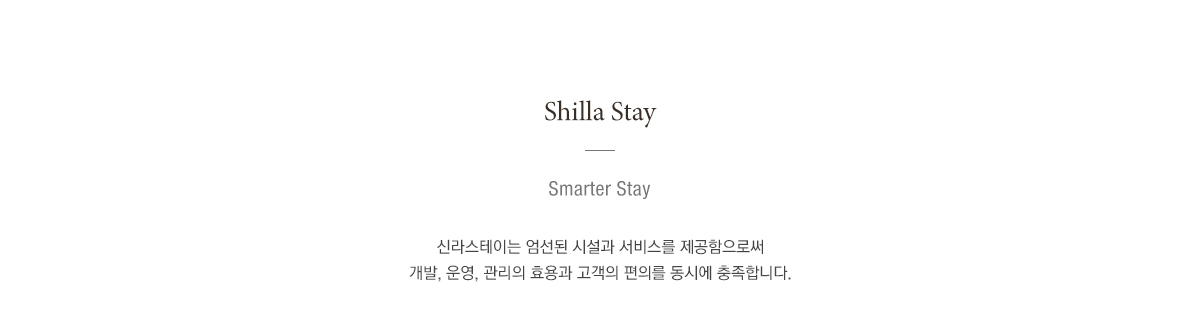 Shilla Stay
Smarter Stay
신라스테이는 엄선된 시설과 서비스를 제공함으로써
개발, 운영, 관리의 효용과 고객의 편의를 동시에 충족합니다.